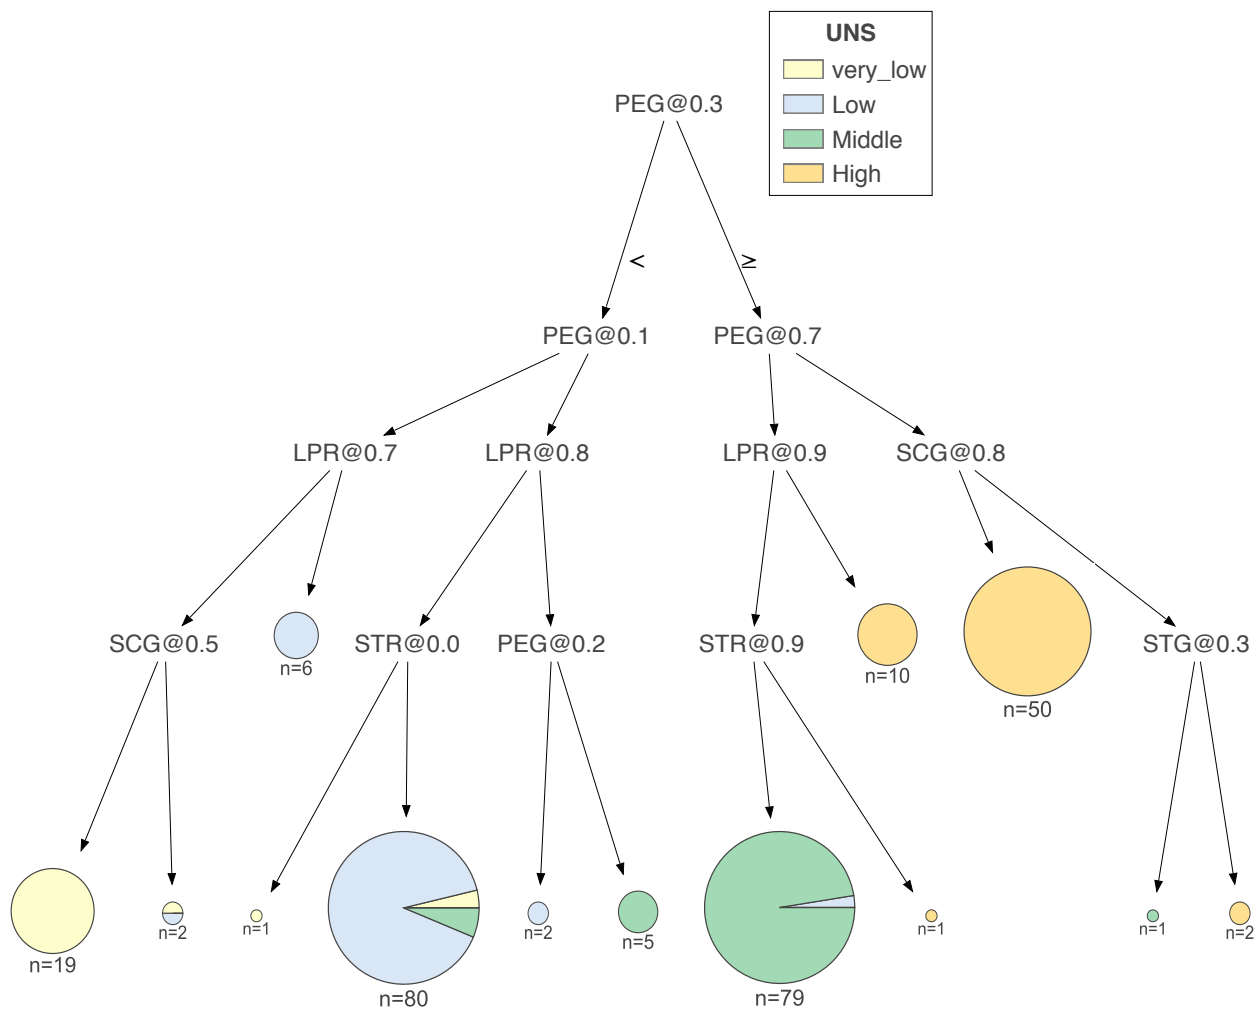 UNS
very_low
Low
Middle
High
PEG@0.3
<
≥
PEG@0.1
PEG@0.7
LPR@0.7
LPR@0.8
LPR@0.9
SCG@0.8
SCG@0.5
n=6
STR@0.0
PEG@0.2
STR@0.9
n=10
n=50
STG@0.3
n=19
n=2
n=1
n=80
n=2
n=5
n=79
n=1
n=1
n=2